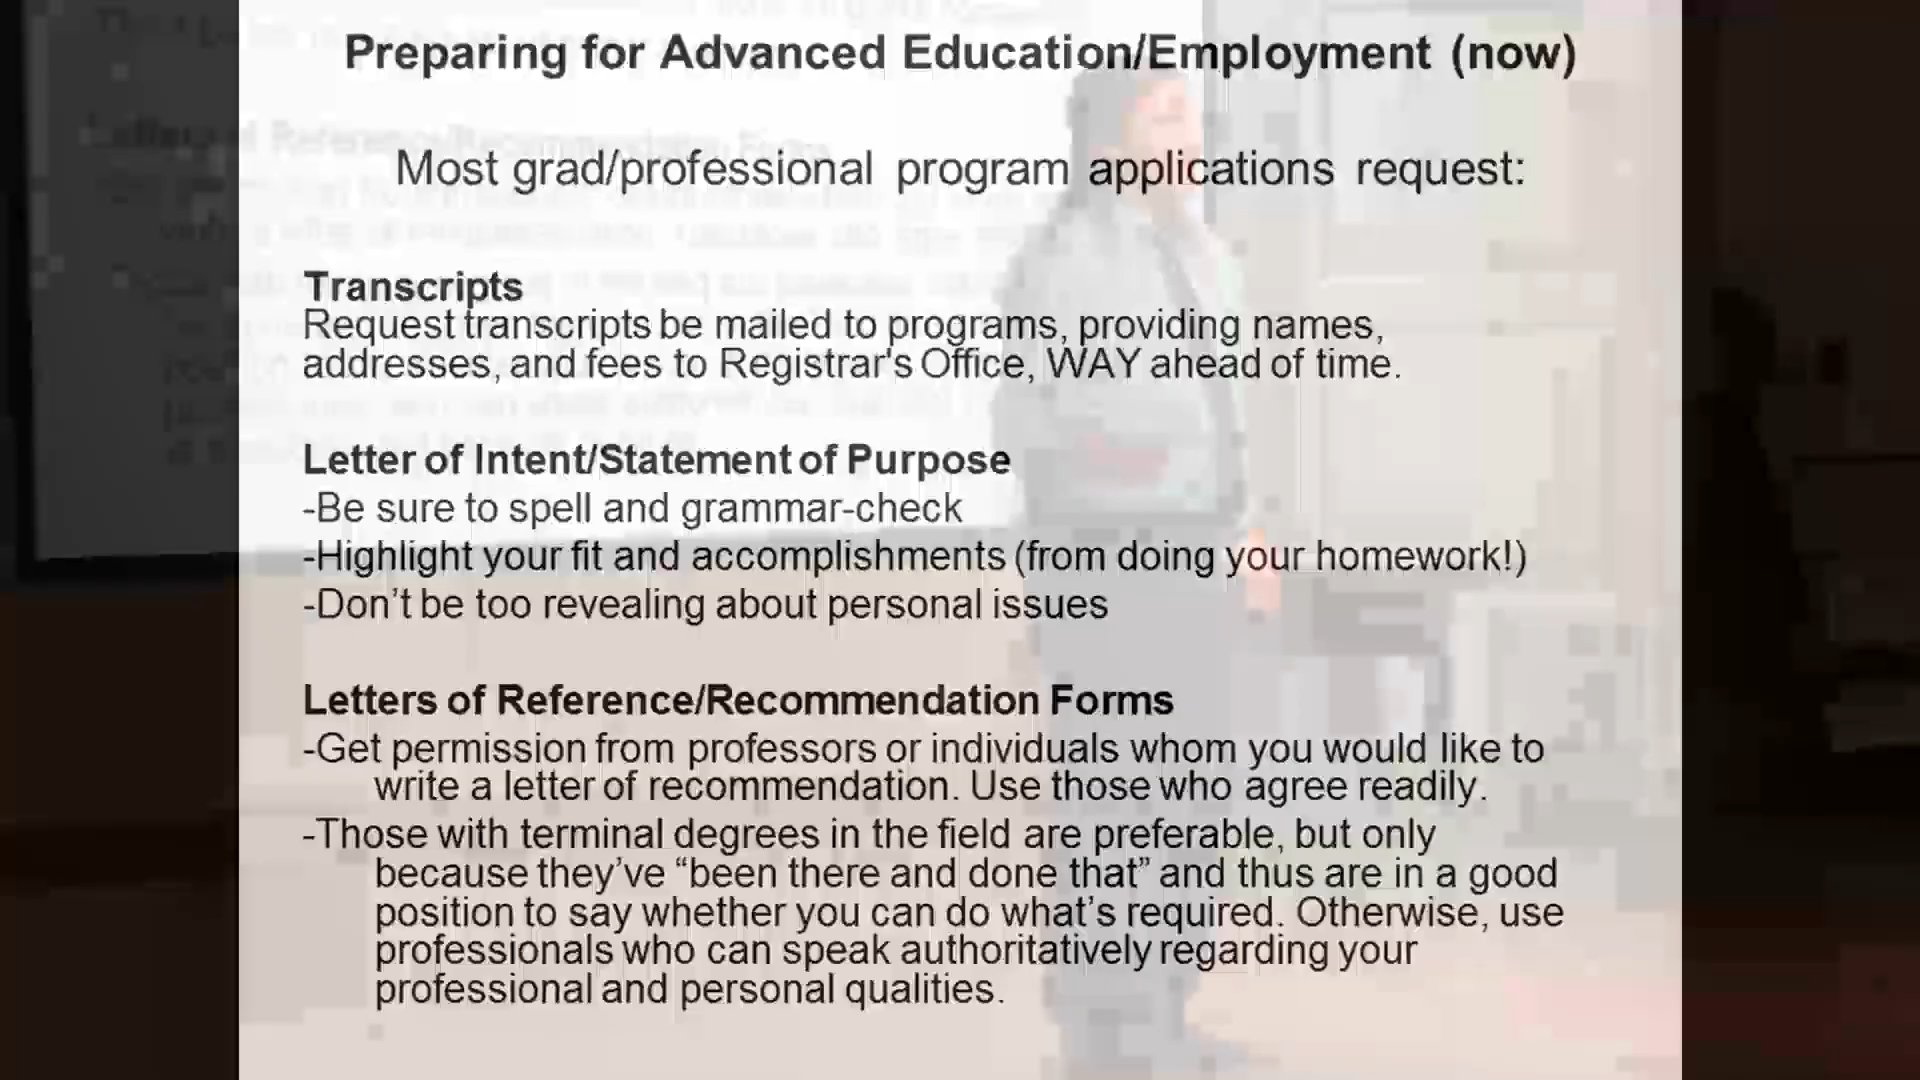 Preparing for Advanced Education/Employment (now)
Most grad/professional program applications request:
Transcripts
Request transcripts be mailed to programs, providing names,
addresses, and fees to Registrar's Office, WAY ahead of time.
Letter of Intent/Statement of Purpose
-Be sure to spell and grammar-check
-Highlight your fit and accomplishments (from doing your homework!)
-Don’t be too revealing about personal issues
Letters of Reference/Recommendation Forms
-Get permission from professors or individuals whom you would like to
write a letter of recommendation. Use those who agree readily.
-Those with terminal degrees in the field are preferable, but only
because they’ve “been there and done that” and thus are in a good
position to say whether you can do what’s required. Otherwise, use
professionals who can speak authoritatively regarding your
professional and personal qualities.